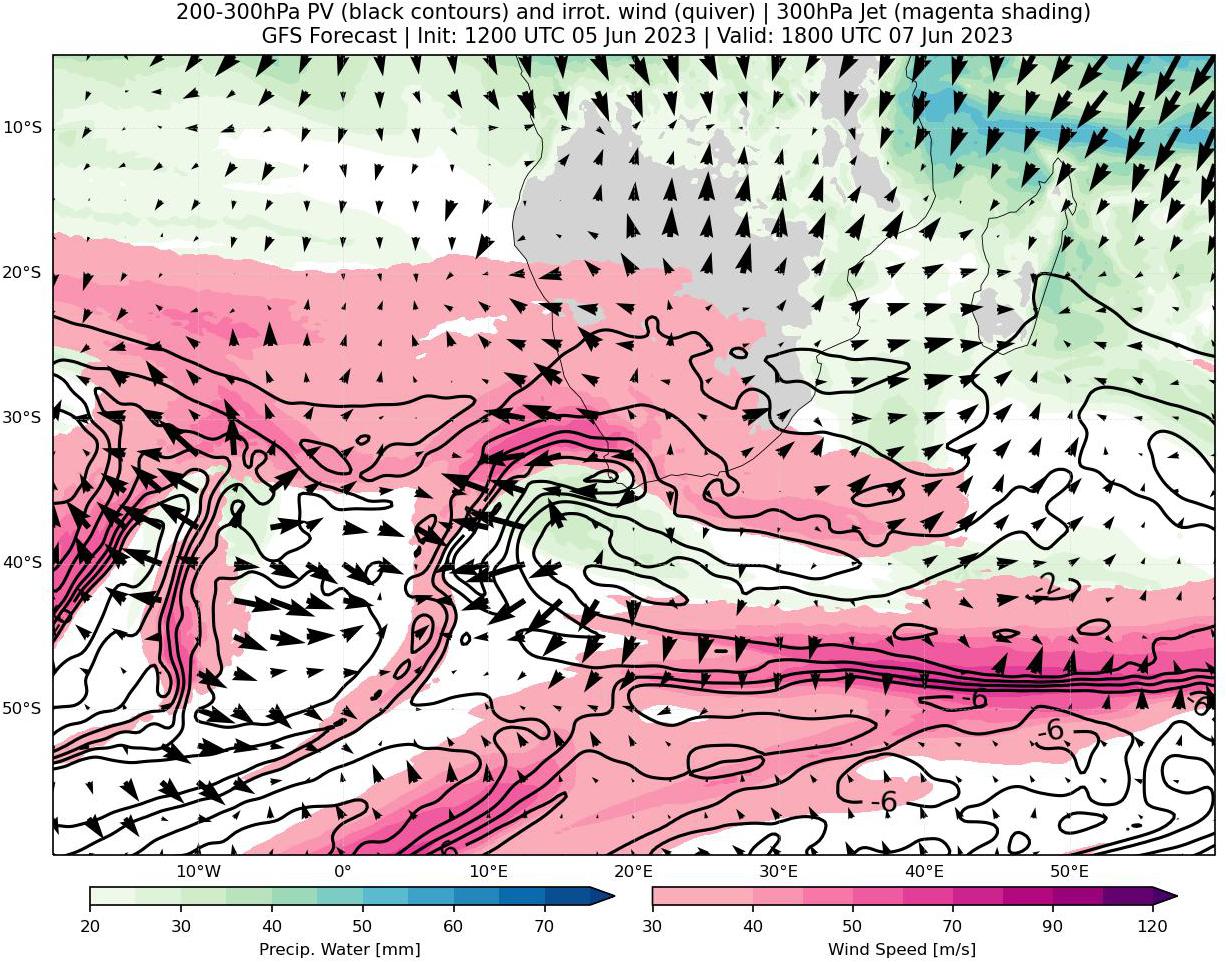 200-300hPa PV (black contours) and irrot. wind (quiver) | 300hPa Jet (magenta shading)
GFS Forecast | Init: 1200 UTC 05 Jun 2023 | Valid: 1800 UTC 07 Jun 2023
10°S
20°S
30°S
40°S
50°S
-2
-6
-6
-6
10°W 0° 10°E 20°E 30°E 40°E 50°E
20 30 40 50 60 70
Precip. Water [mm]
30 40 50 70 90 120
Wind Speed [m/s]